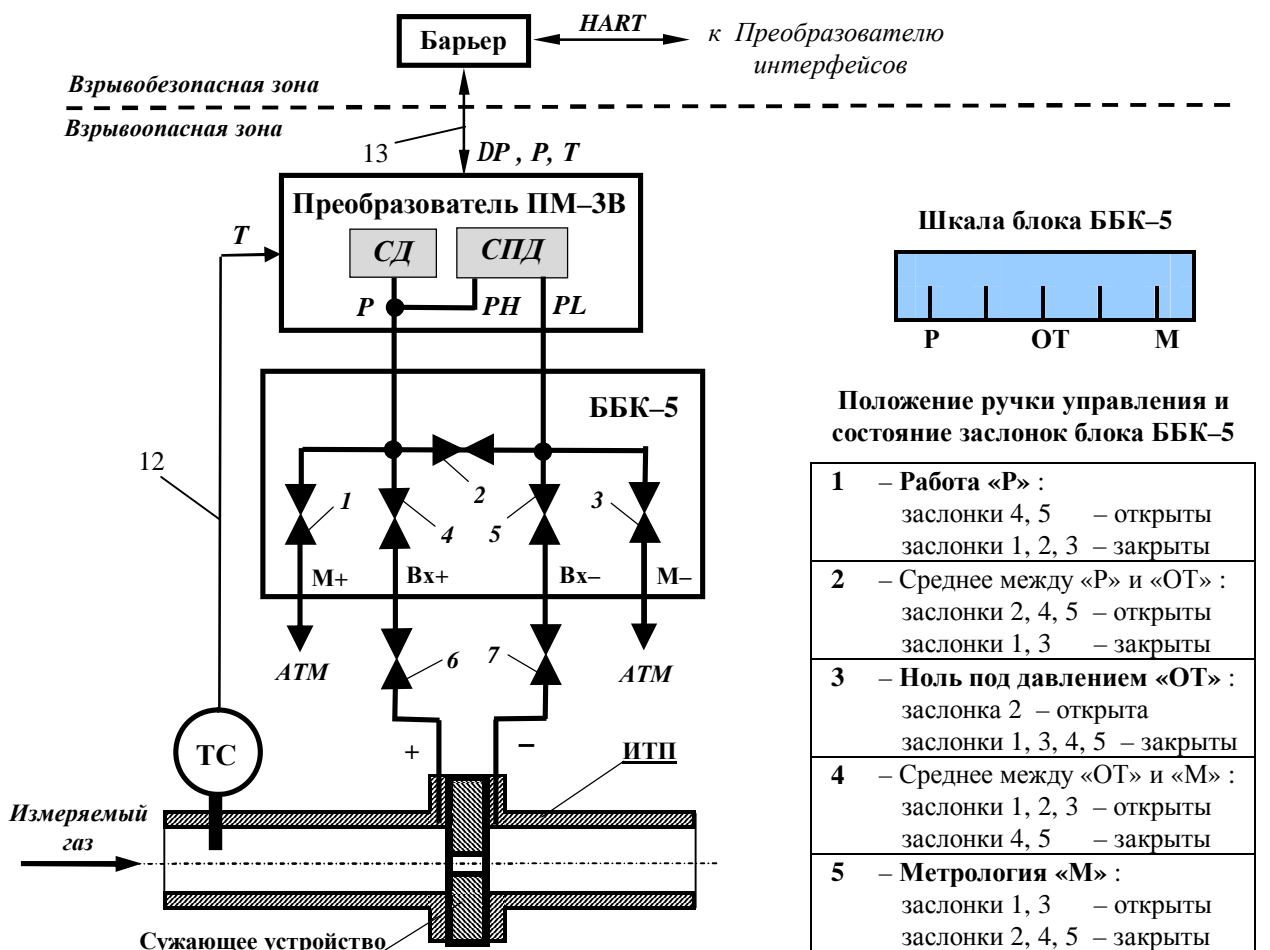 Барьер
HART
к Преобразователю
интерфейсов
Взрывобезопасная зона
Взрывоопасная зона
13
DP , P, T
Преобразователь ПМ–3В
T
СД
СПД
P
PH
PL
ББК–5
12
1
4
2
5
3
М+
Вх+
Вх–
М–
АТМ
6
7
АТМ
ТС
+
–
ИТП
Измеряемый
газ
Сужающее устройство
Шкала блока ББК–5
Р
ОТ
М
Положение ручки управления и
состояние заслонок блока ББК–5
1 – Работа «Р» :
заслонки 4, 5 – открыты
заслонки 1, 2, 3 – закрыты
2 – Среднее между «Р» и «ОТ» :
заслонки 2, 4, 5 – открыты
заслонки 1, 3 – закрыты
3 – Ноль под давлением «ОТ» :
заслонка 2 – открыта
заслонки 1, 3, 4, 5 – закрыты
4 – Среднее между «ОТ» и «М» :
заслонки 1, 2, 3 – открыты
заслонки 4, 5 – закрыты
5 – Метрология «М» :
заслонки 1, 3 – открыты
заслонки 2, 4, 5 – закрыты